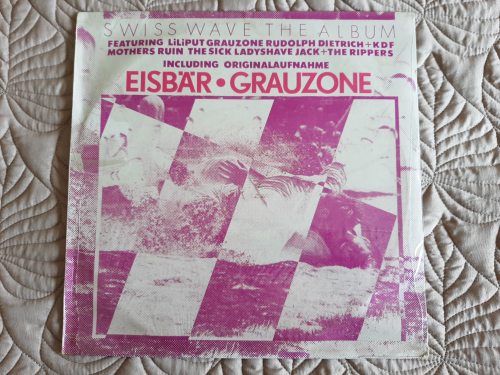 SWISS WAVE THE ALBUM
FEATURING LiLiPUT GRAUZONE RUDOLPH DIETRICH+KDF
MOTHERS RUIN THE SICK LADYSHAVE JACK+THE RIPPERS
INCLUDING ORIGINALAUFNAHME
EISBÄR • GRAUZONE